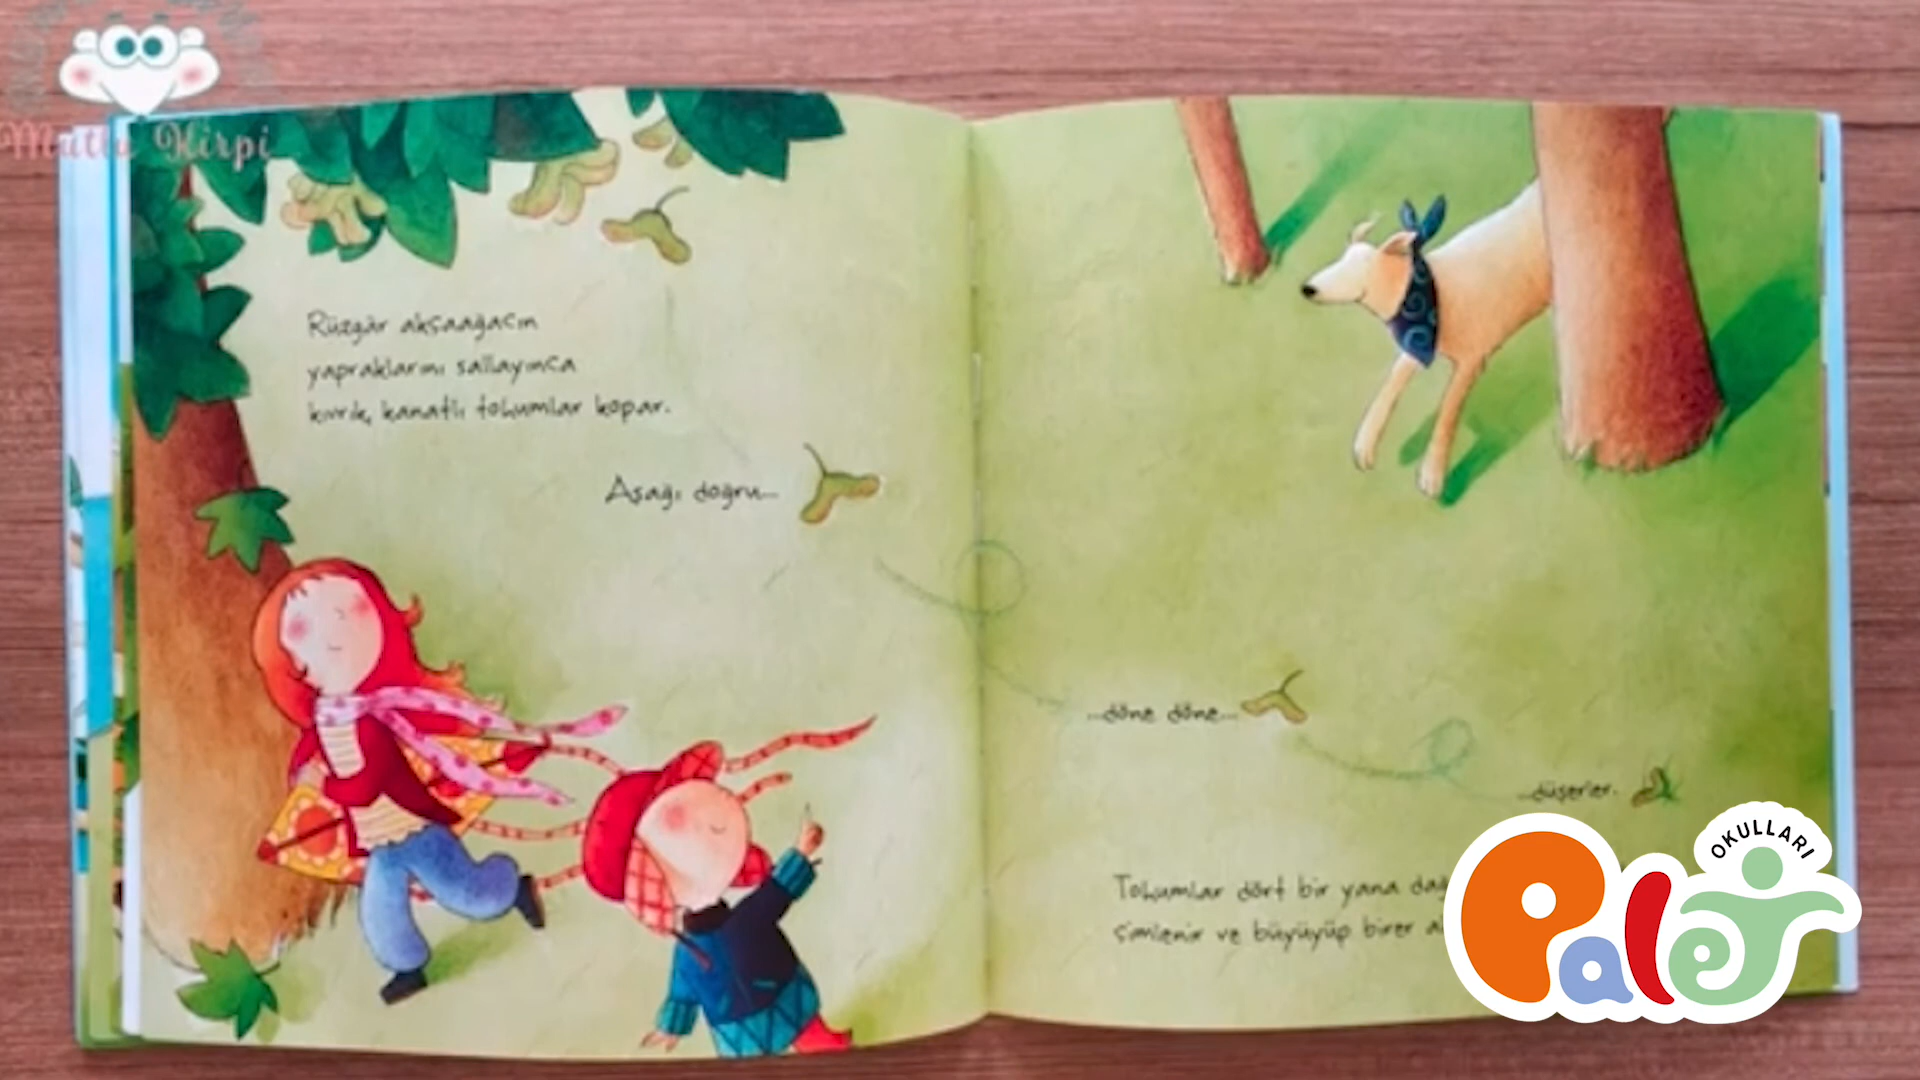 Mutlu Kirpi
Rüzgâr akçaağacın
yapraklarını sallayınca
kıvrık, kanatlı tohumlar kopar.
Aşağı doğru...
...döne döne...
...düşerler.
Tohumlar dört bir yana
çimlenir ve büyüyüp birer
OKULLARI
Palet